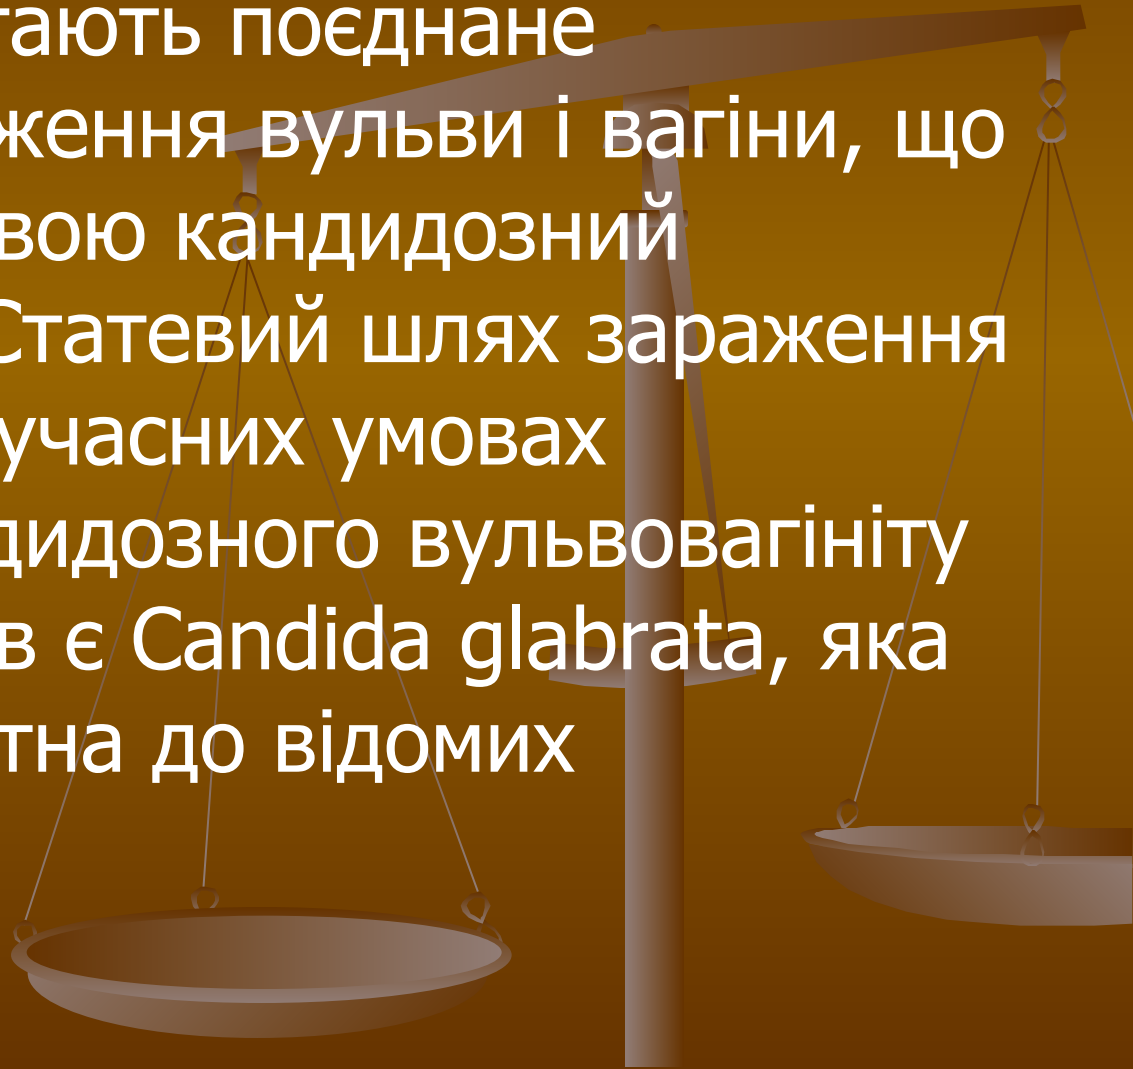 тають поєднане
ження вульви і вагіни, що
вою кандидозний
Статевий шлях зараження
учасних умовах
дидозного вульвовагініту
в є Candida glabrata, яка
тна до відомих